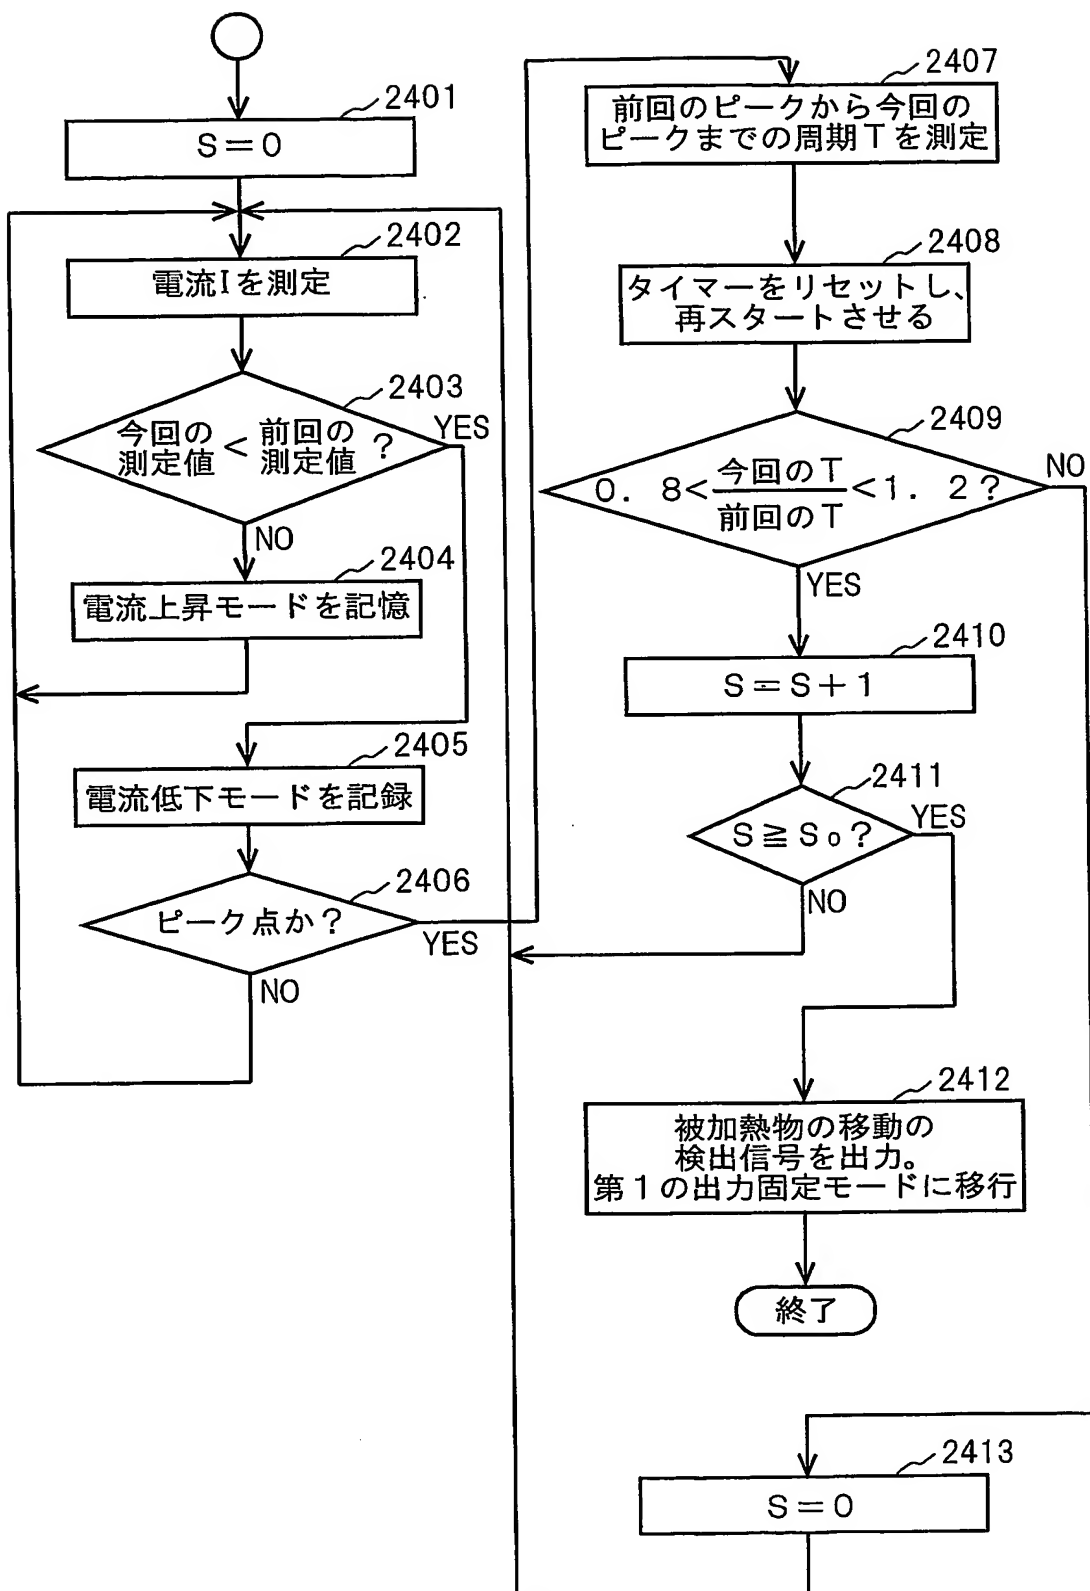 2401
S=0
2402
電流Iを測定
2403
今回の測定値 < 前回の測定値 ?
YES
NO
2404
電流上昇モードを記憶
2405
電流低下モードを記録
2406
ピーク点か?
YES
NO
2407
前回のピークから今回の
ピークまでの周期Tを測定
2408
タイマーをリセットし、
再スタートさせる
2409
0.8< 今回のT / 前回のT <1.2?
NO
YES
2410
S=S+1
2411
S≧S₀?
YES
NO
2412
被加熱物の移動の
検出信号を出力。
第1の出力固定モードに移行
終了
2413
S=0